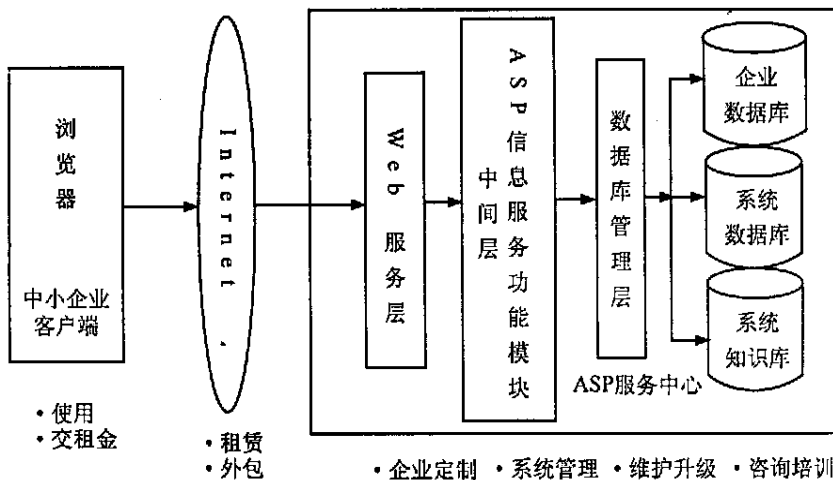 浏览器
中小企业
客户端
Internet
Web 服务层
中间层
ASP信息服务功能模块
数据库管理层
企业
数据库
系统
数据库
系统
知识库
ASP服务中心
• 使用
• 交租金
• 租赁
• 外包
• 企业定制 • 系统管理 • 维护升级 • 咨询培训